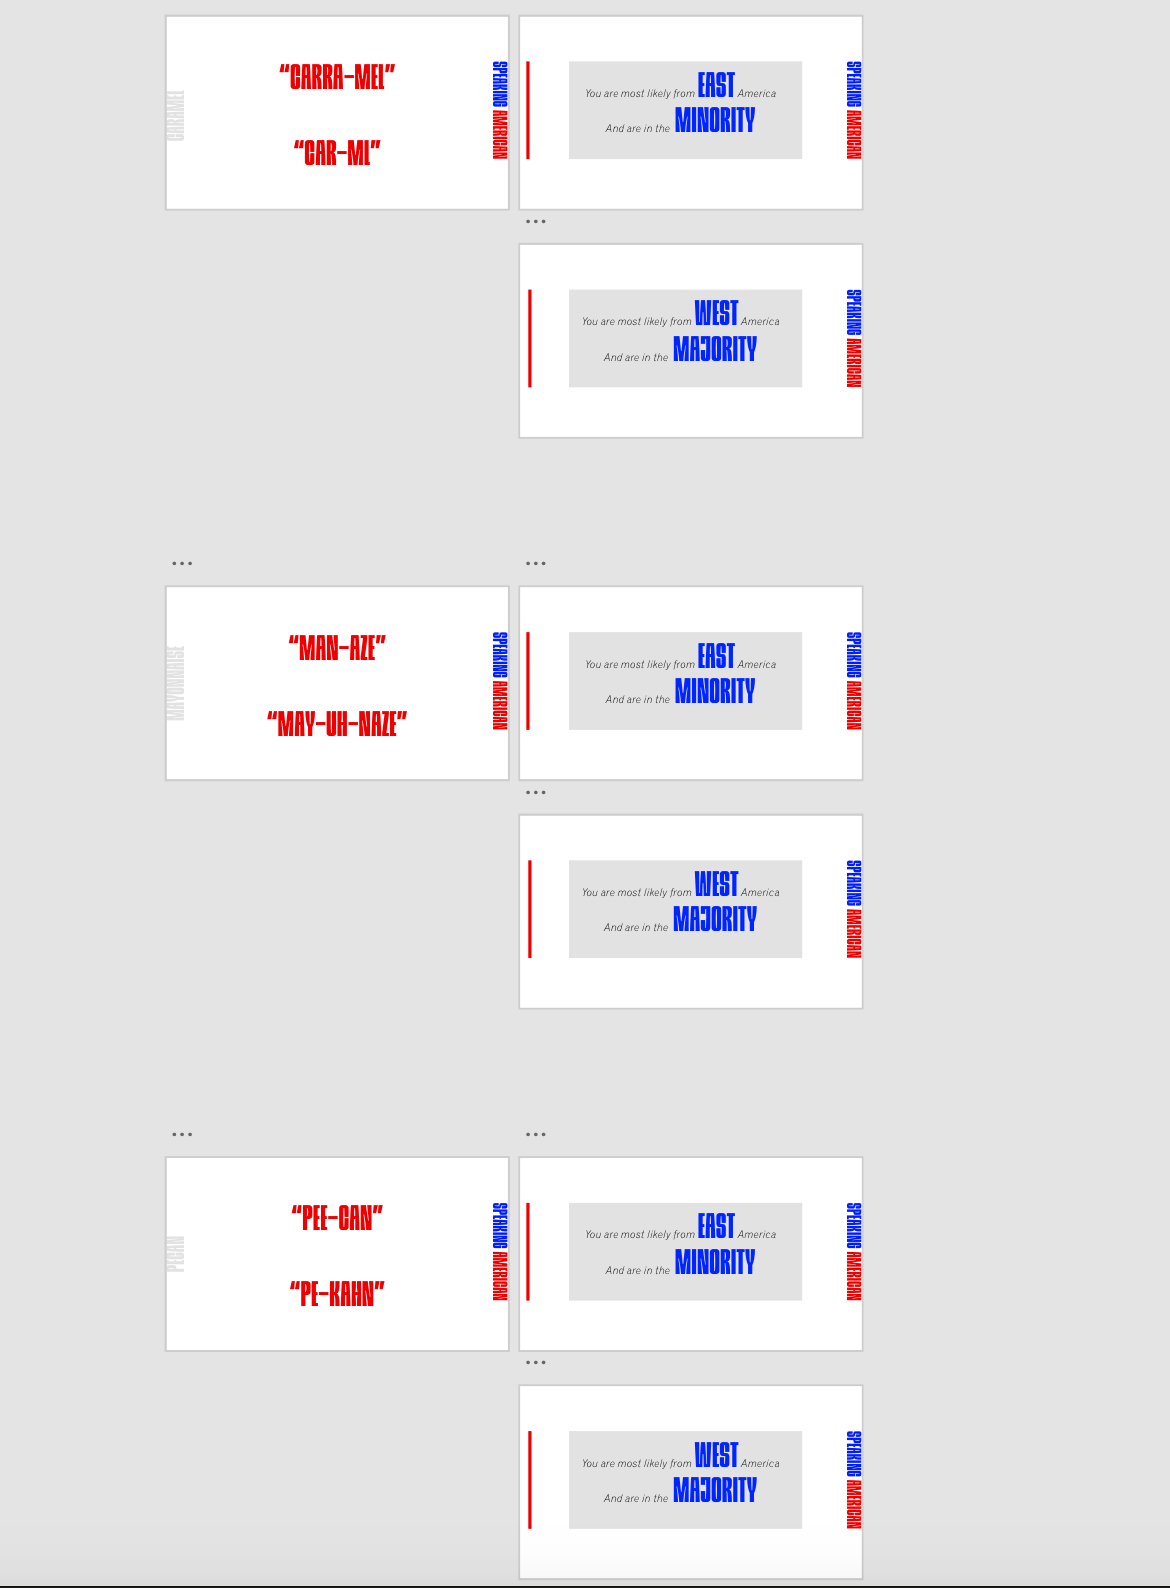 “CARRA–MEL”
“CAR–ML”
CARAMEL
SPEAKING AMERICAN
You are most likely from EAST America
And are in the MINORITY
SPEAKING AMERICAN
You are most likely from WEST America
And are in the MAJORITY
SPEAKING AMERICAN
“MAN–AZE”
“MAY–UH–NAZE”
MAYONNAISE
SPEAKING AMERICAN
You are most likely from EAST America
And are in the MINORITY
SPEAKING AMERICAN
You are most likely from WEST America
And are in the MAJORITY
SPEAKING AMERICAN
“PEE–CAN”
“PE–KAHN”
PECAN
SPEAKING AMERICAN
You are most likely from EAST America
And are in the MINORITY
SPEAKING AMERICAN
You are most likely from WEST America
And are in the MAJORITY
SPEAKING AMERICAN